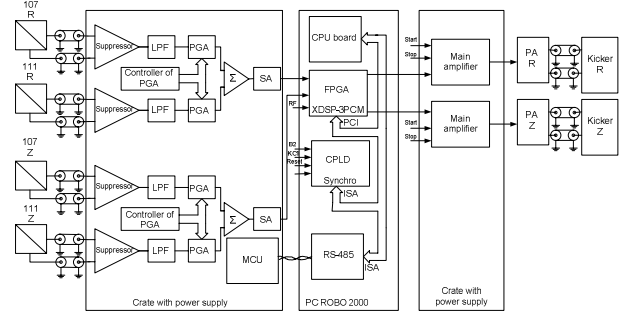 107
R
Suppressor
LPF
PGA
Controller of
PGA
111
R
Suppressor
LPF
PGA
Σ
SA
107
Z
Suppressor
LPF
PGA
Controller of
PGA
111
Z
Suppressor
LPF
PGA
Σ
SA
MCU
Crate with power supply
CPU board
FPGA
XDSP-3PCM
RF
PCI
CPLD
Synchro
Reset
ISA
RS-485
ISA
PC ROBO 2000
Start
Stop
Main
amplifier
Start
Stop
Main
amplifier
Crate with
power supply
PA
R
Kicker
R
PA
Z
Kicker
Z